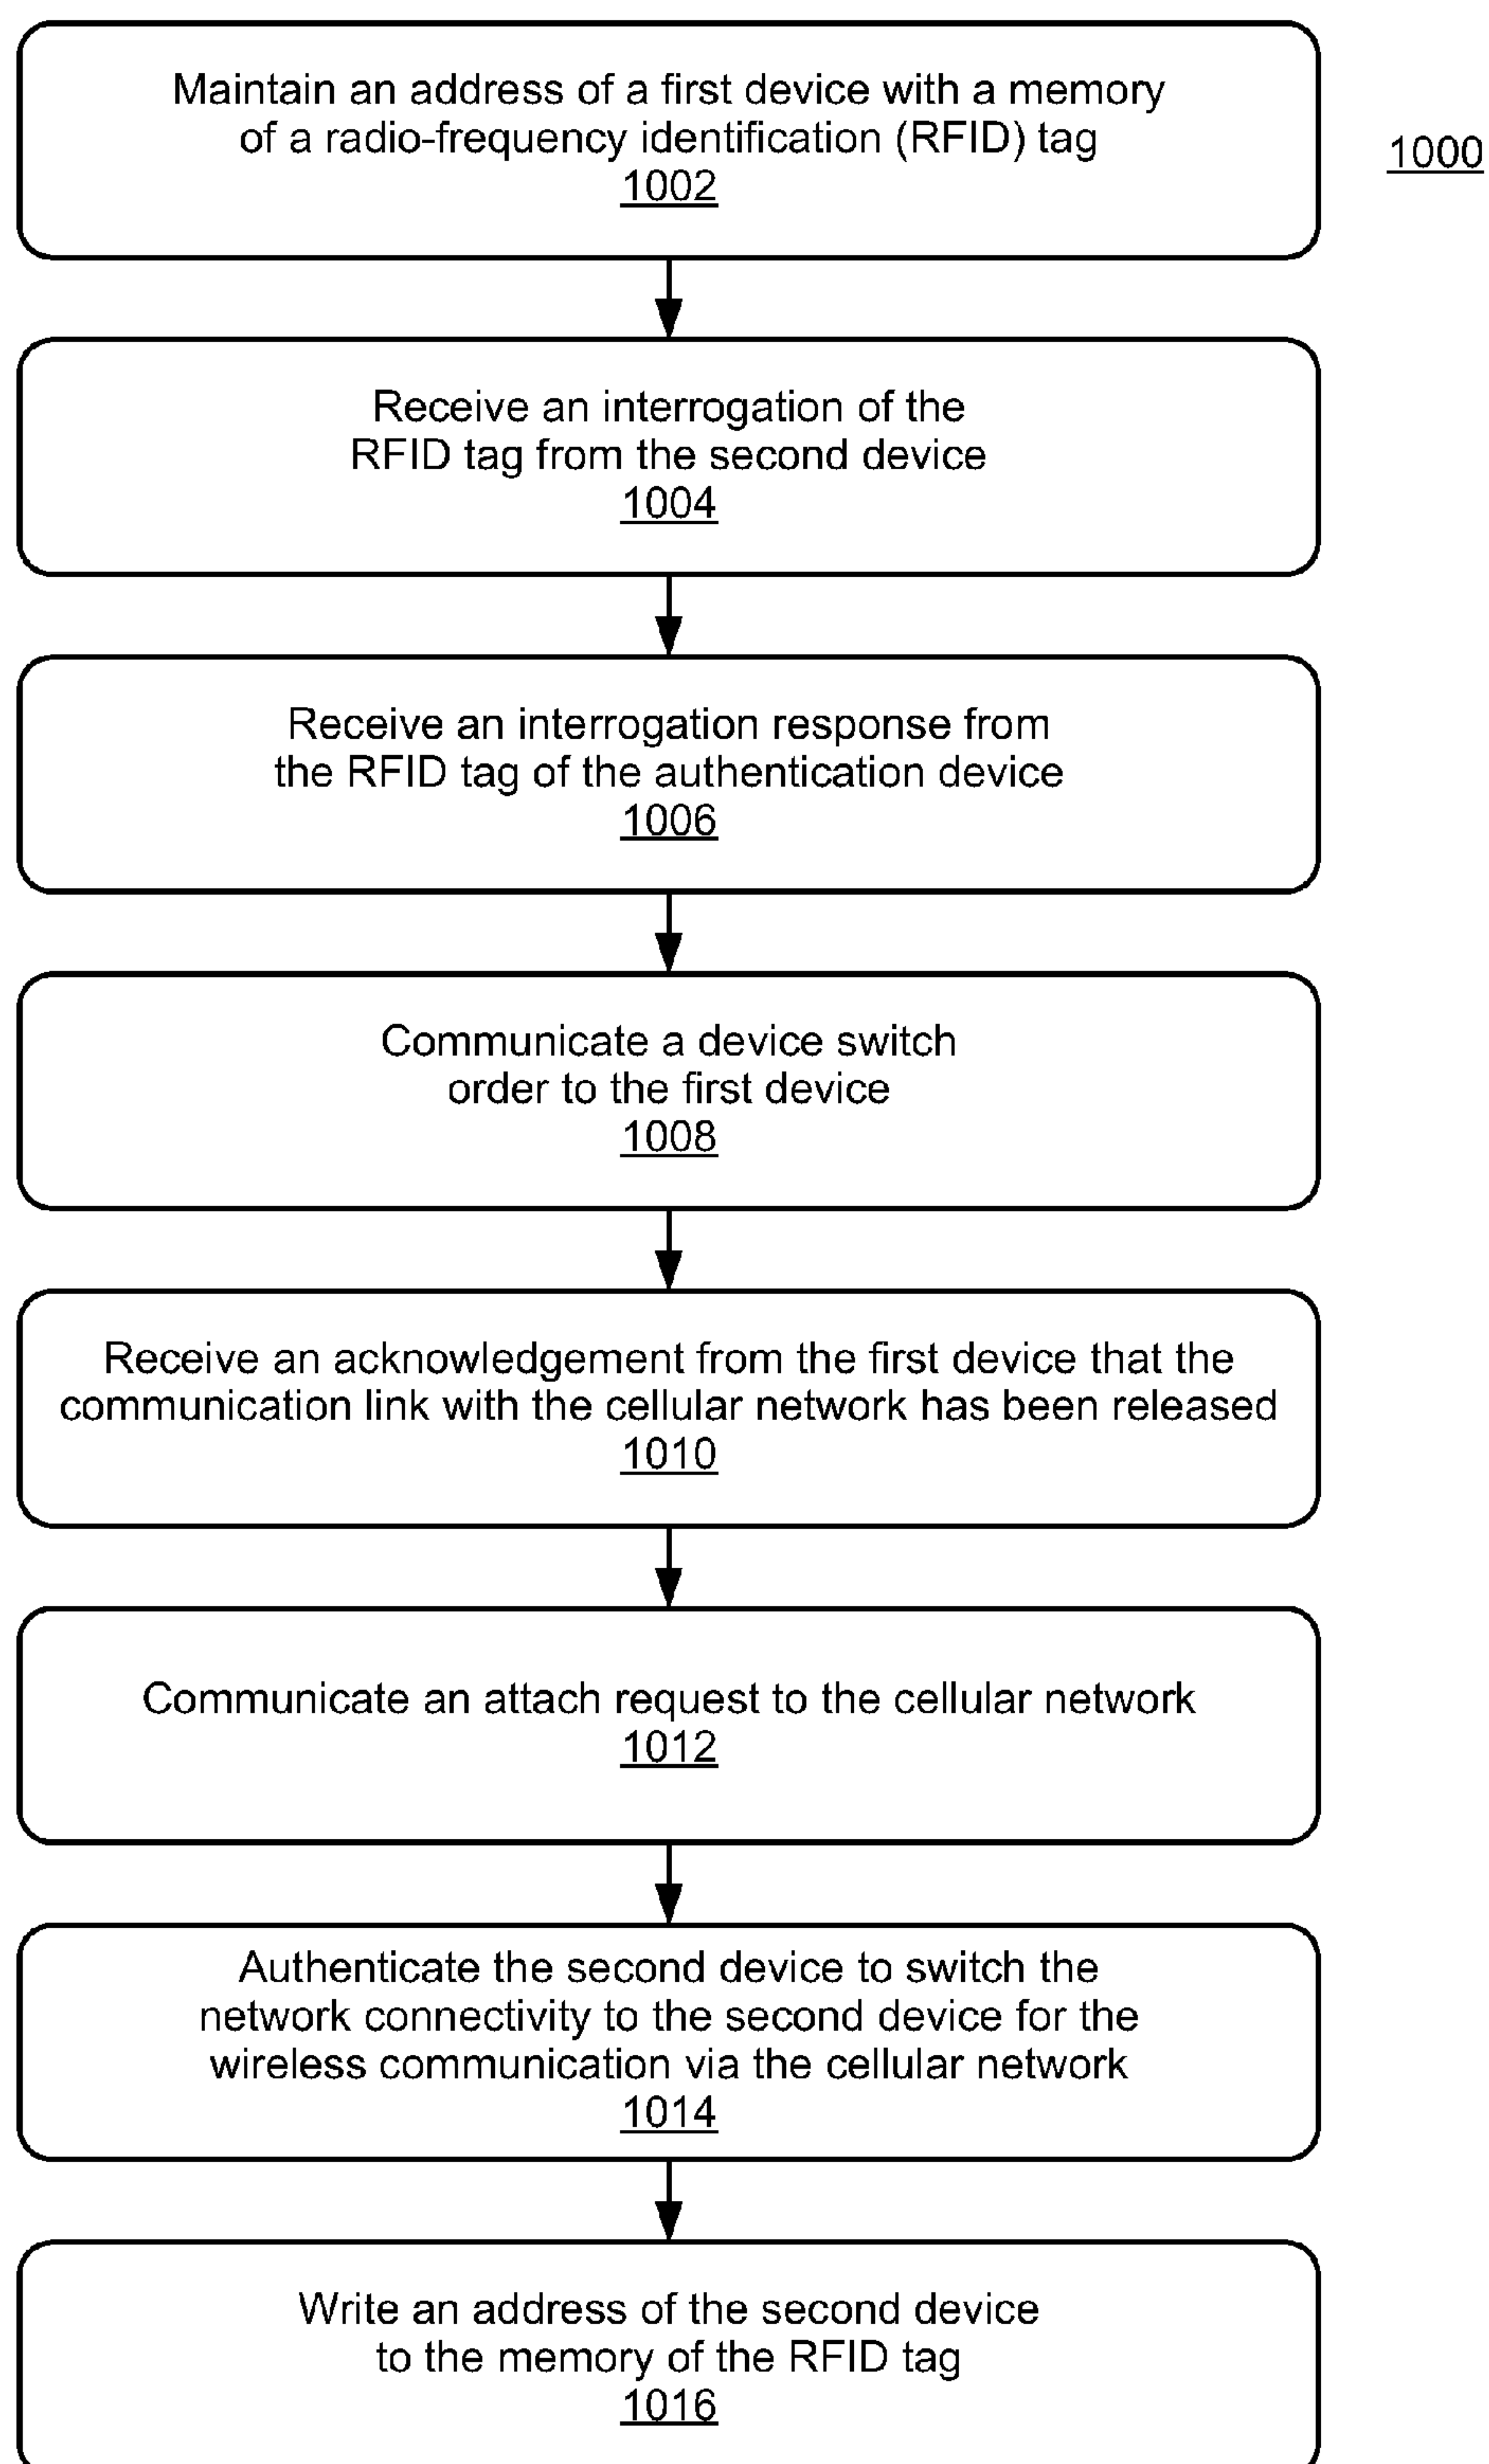 Maintain an address of a first device with a memory
of a radio-frequency identification (RFID) tag
1002
1000
Receive an interrogation of the
RFID tag from the second device
1004
Receive an interrogation response from
the RFID tag of the authentication device
1006
Communicate a device switch
order to the first device
1008
Receive an acknowledgement from the first device that the
communication link with the cellular network has been released
1010
Communicate an attach request to the cellular network
1012
Authenticate the second device to switch the
network connectivity to the second device for the
wireless communication via the cellular network
1014
Write an address of the second device
to the memory of the RFID tag
1016